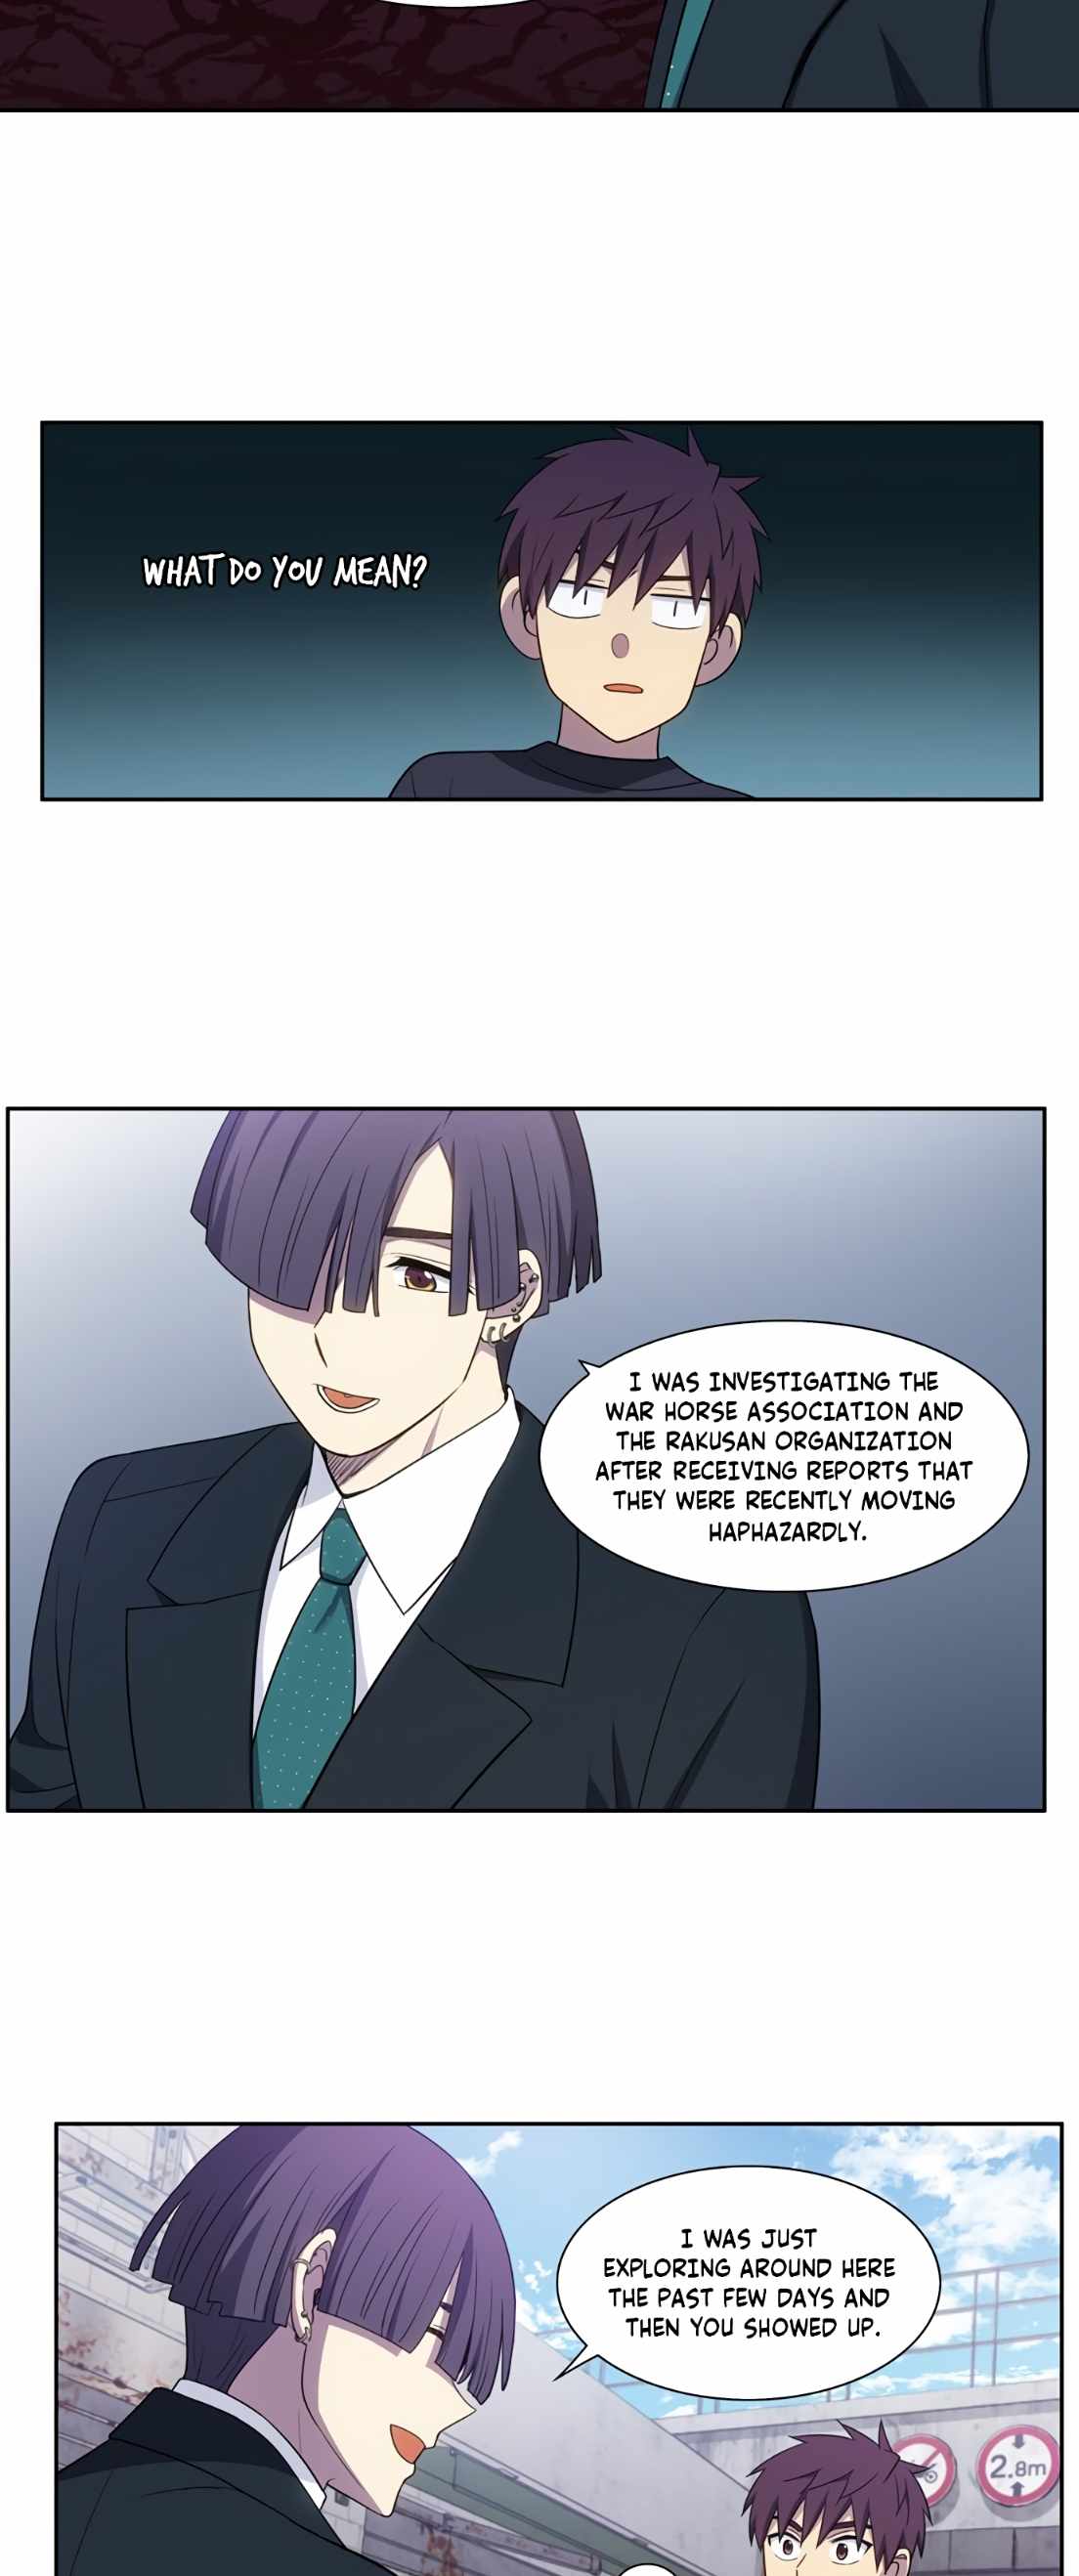 WHAT DO YOU MEAN?
I WAS INVESTIGATING THE
WAR HORSE ASSOCIATION AND
THE RAKUSAN ORGANIZATION
AFTER RECEIVING REPORTS THAT
THEY WERE RECENTLY MOVING
HAPHAZARDLY.
I WAS JUST
EXPLORING AROUND HERE
THE PAST FEW DAYS AND
THEN YOU SHOWED UP.
2.8m